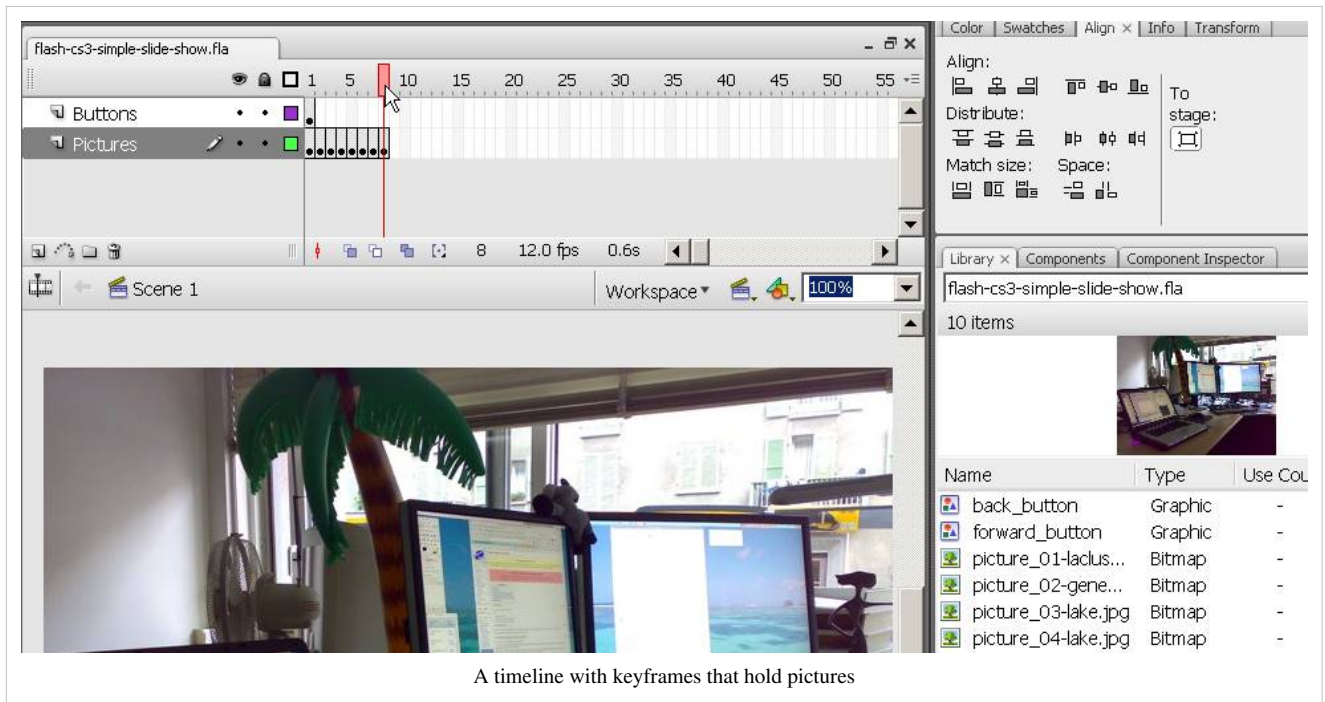 flash-cs3-simple-slide-show.fla
1 5 10 15 20 25 30 35 40 45 50 55
Buttons
Pictures
8 12.0 fps 0.6s
Scene 1
Workspace
100%
Color Swatches Align × Info Transform
Align:
To
stage:
Distribute:
Match size: Space:
Library × Components Component Inspector
flash-cs3-simple-slide-show.fla
10 items
Name Type Use Cou
back_button Graphic -
forward_button Graphic -
picture_01-laclus... Bitmap -
picture_02-gene... Bitmap -
picture_03-lake.jpg Bitmap -
picture_04-lake.jpg Bitmap -
A timeline with keyframes that hold pictures